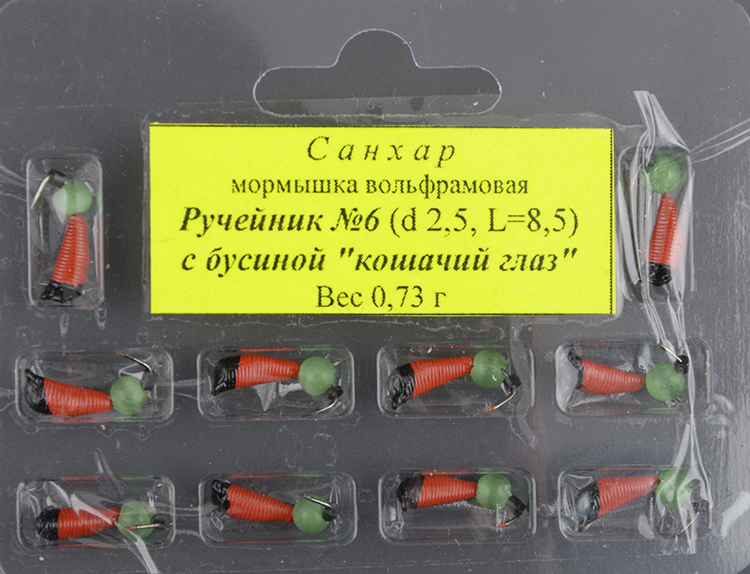 Санхар
мормышка вольфрамовая
Ручейник №6 (d 2,5, L=8,5)
с бусиной "кошачий глаз"
Вес 0,73 г